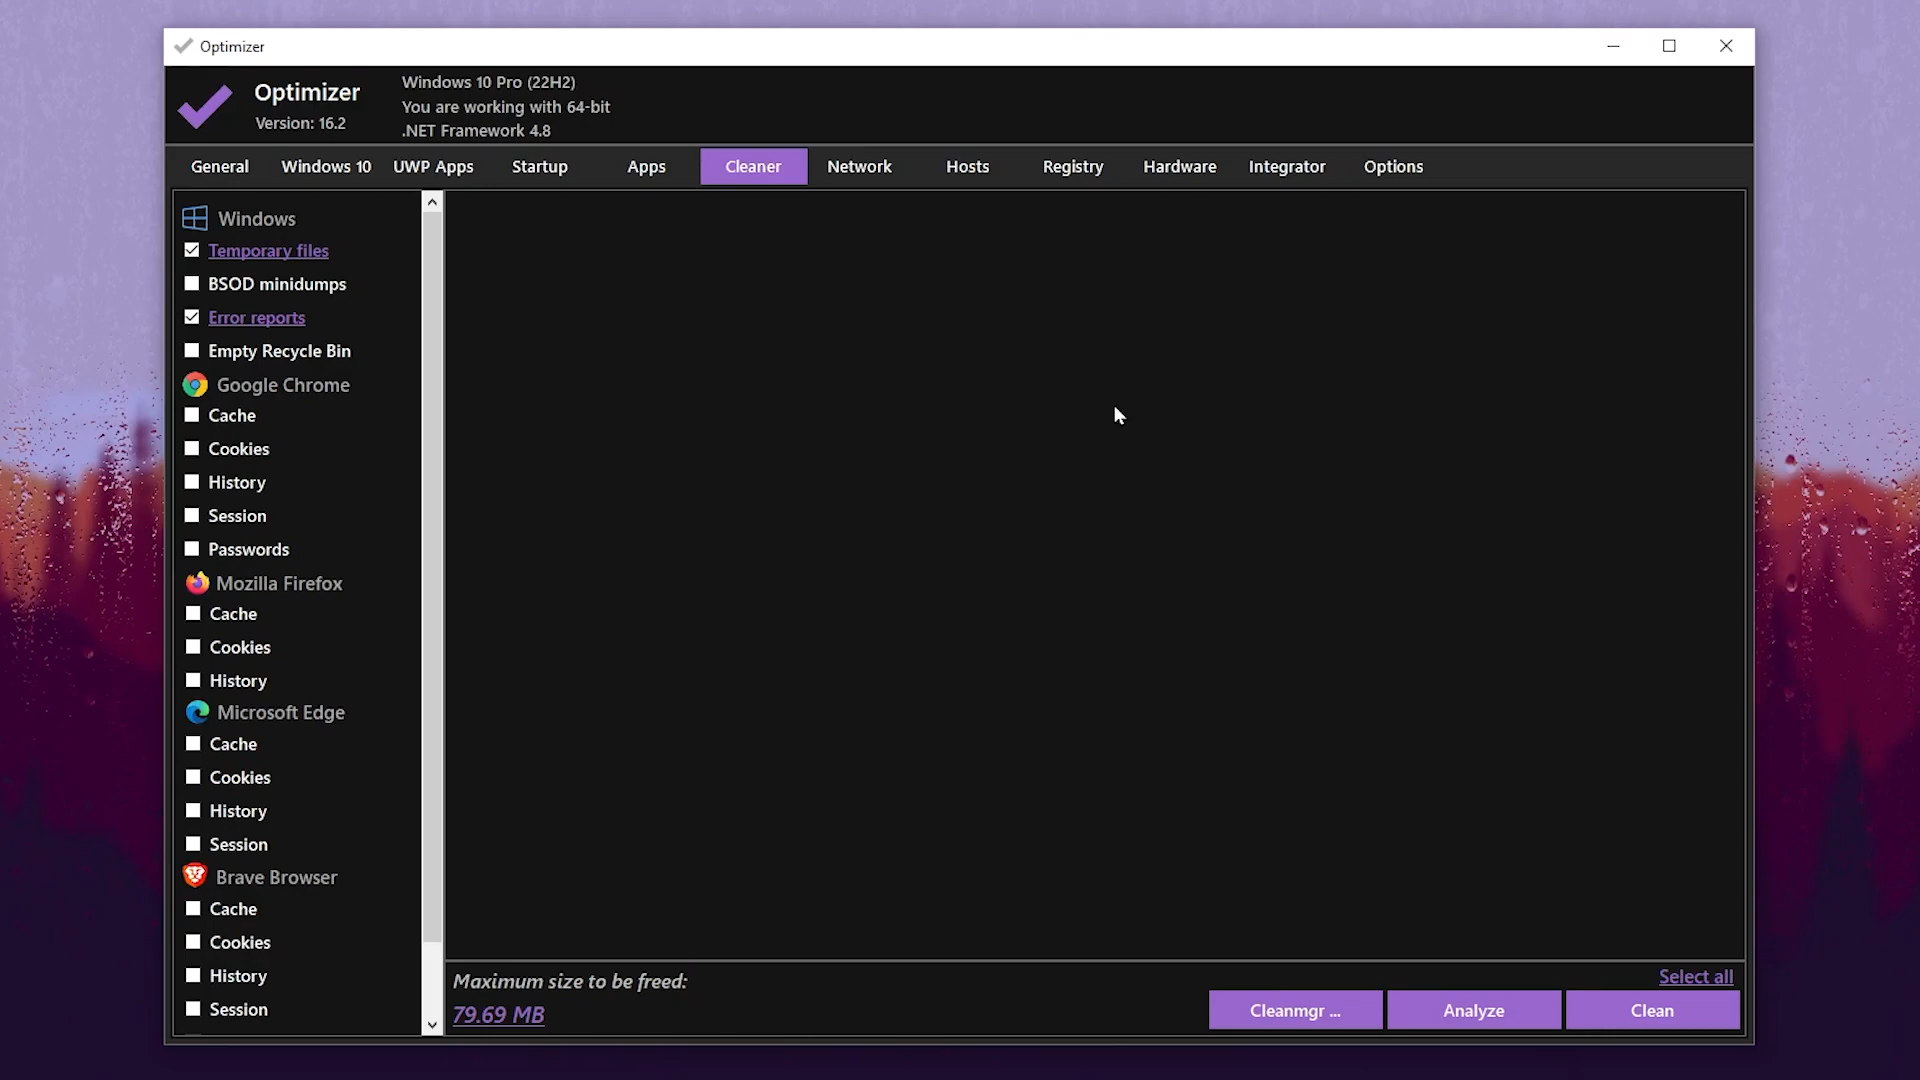 Optimizer
Optimizer
Version: 16.2
Windows 10 Pro (22H2)
You are working with 64-bit
.NET Framework 4.8
General Windows 10 UWP Apps Startup Apps Cleaner Network Hosts Registry Hardware Integrator Options
Windows
Temporary files
BSOD minidumps
Error reports
Empty Recycle Bin
Google Chrome
Cache
Cookies
History
Session
Passwords
Mozilla Firefox
Cache
Cookies
History
Microsoft Edge
Cache
Cookies
History
Session
Brave Browser
Cache
Cookies
History
Session
Maximum size to be freed:
79.69 MB
Select all
Cleanmgr ... Analyze Clean